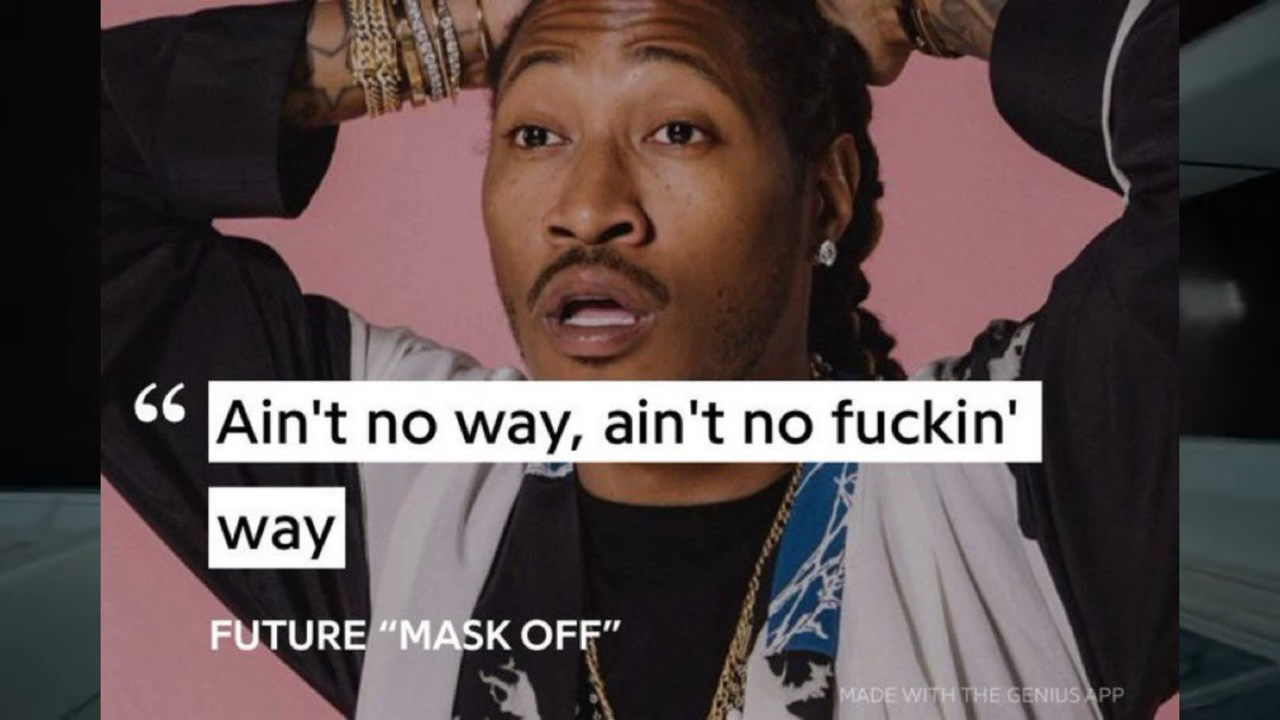 “ Ain't no way, ain't no fuckin'
way
FUTURE “MASK OFF”
MADE WITH THE GENIUS APP